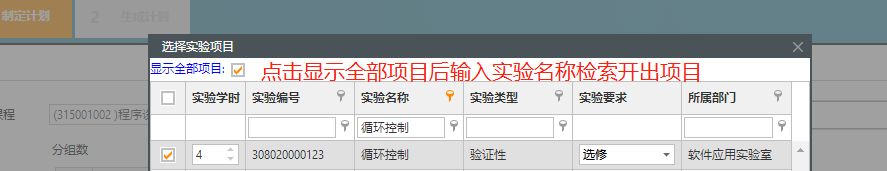 制定计划
2 生成计划
选择实验项目
显示全部项目: 点击显示全部项目后输入实验名称检索开出项目
实验学时 实验编号 实验名称 实验类型 实验要求 所属部门
课程 (315001002 )程序设
循环控制
分组数
4 308020000123 循环控制 验证性 选修 软件应用实验室